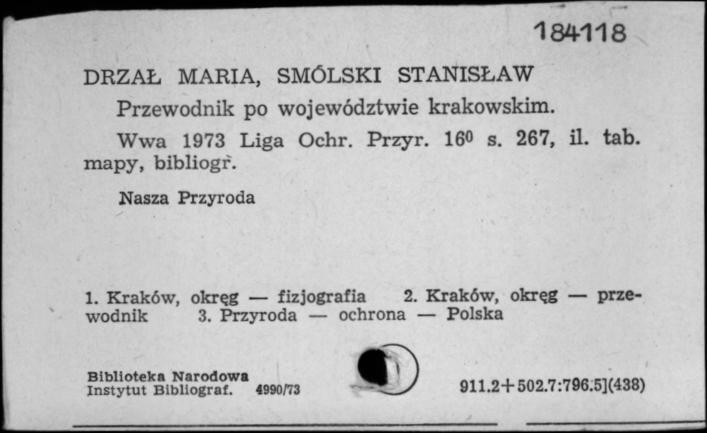 184118
DRZAŁ MARIA, SMÓLSKI STANISŁAW
Przewodnik po województwie krakowskim.
Wwa 1973 Liga Ochr. Przyr. 16⁰ s. 267, il. tab.
mapy, bibliogr.
Nasza Przyroda
1. Kraków, okręg — fizjografia 2. Kraków, okręg — prze-
wodnik 3. Przyroda — ochrona — Polska
Biblioteka Narodowa
Instytut Bibliograf. 4990/73
911.2+502.7:796.5](438)